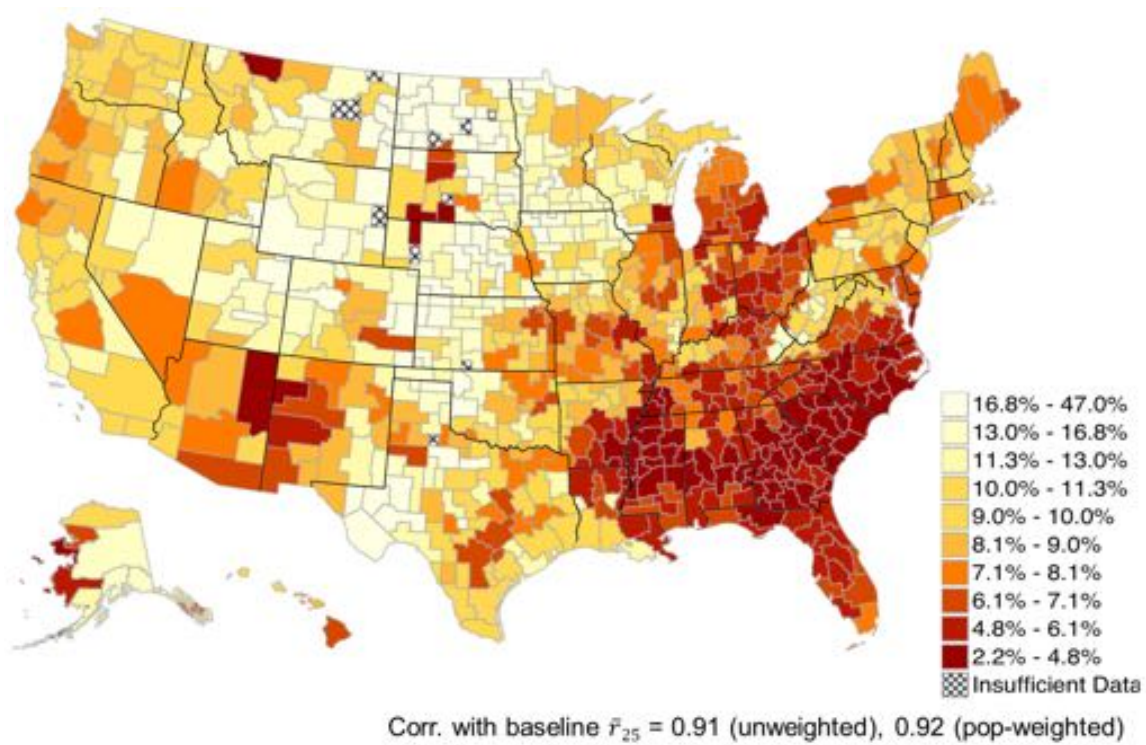 16.8% - 47.0%
13.0% - 16.8%
11.3% - 13.0%
10.0% - 11.3%
9.0% - 10.0%
8.1% - 9.0%
7.1% - 8.1%
6.1% - 7.1%
4.8% - 6.1%
2.2% - 4.8%
Insufficient Data
Corr. with baseline r̄₂₅ = 0.91 (unweighted), 0.92 (pop-weighted)